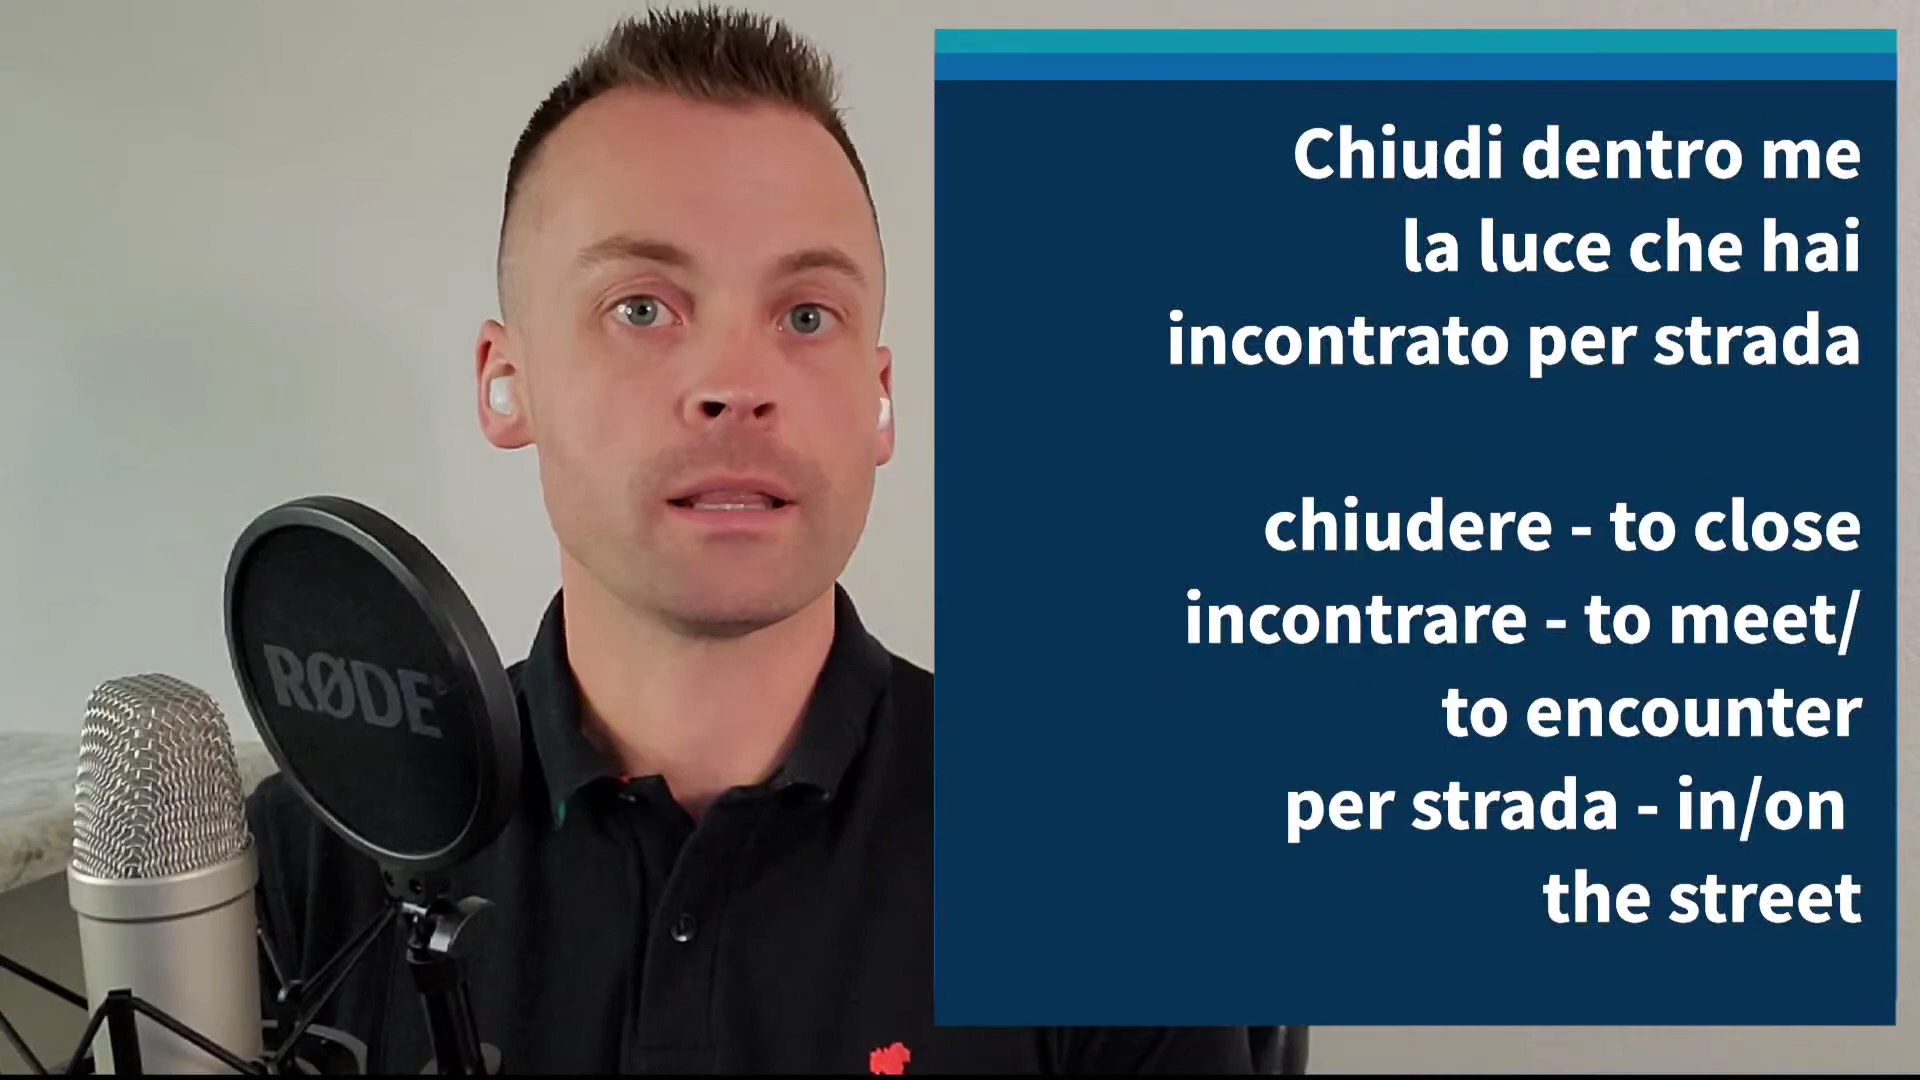 Chiudi dentro me
la luce che hai
incontrato per strada
chiudere - to close
incontrare - to meet/
to encounter
per strada - in/on
the street
RØDE